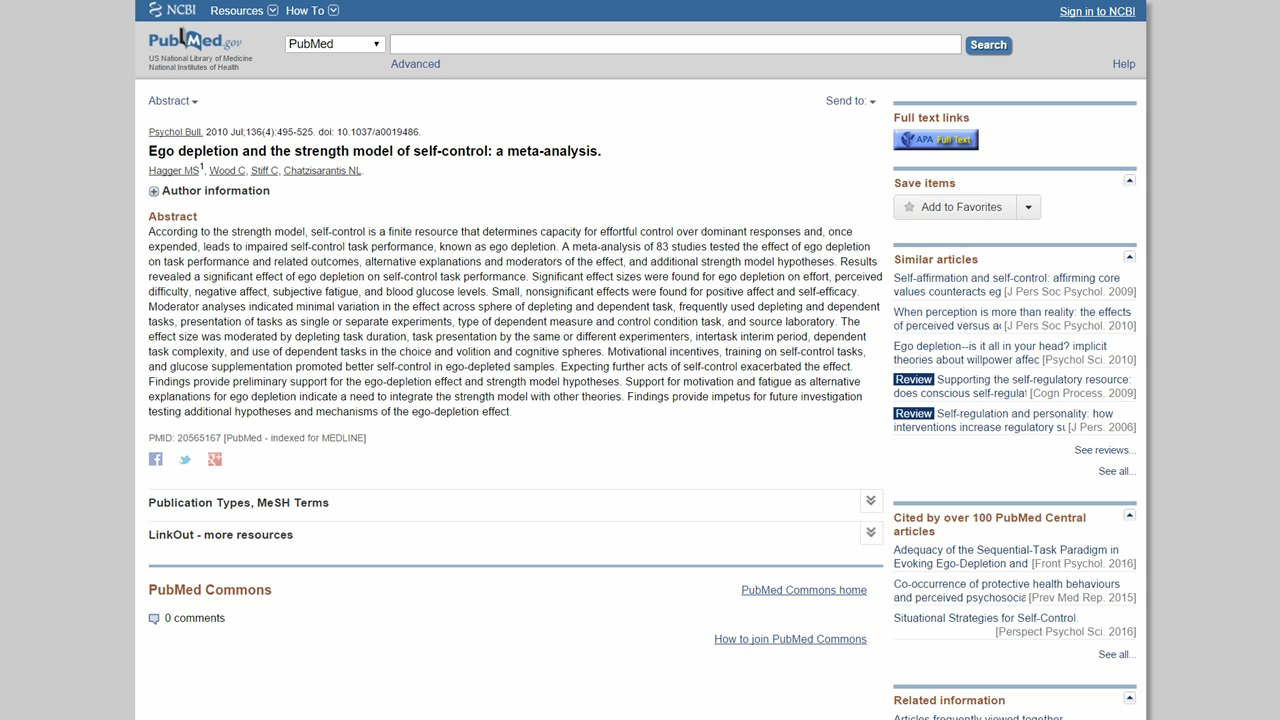 NCBI Resources How To Sign in to NCBI
PubMed.gov
US National Library of Medicine
National Institutes of Health
PubMed Search
Advanced Help
Abstract Send to:
Psychol Bull. 2010 Jul;136(4):495-525. doi: 10.1037/a0019486.
Ego depletion and the strength model of self-control: a meta-analysis.
Hagger MS1, Wood C, Stiff C, Chatzisarantis NL.
Author information
Abstract
According to the strength model, self-control is a finite resource that determines capacity for effortful control over dominant responses and, once
expended, leads to impaired self-control task performance, known as ego depletion. A meta-analysis of 83 studies tested the effect of ego depletion
on task performance and related outcomes, alternative explanations and moderators of the effect, and additional strength model hypotheses. Results
revealed a significant effect of ego depletion on self-control task performance. Significant effect sizes were found for ego depletion on effort, perceived
difficulty, negative affect, subjective fatigue, and blood glucose levels. Small, nonsignificant effects were found for positive affect and self-efficacy.
Moderator analyses indicated minimal variation in the effect across sphere of depleting and dependent task, frequently used depleting and dependent
tasks, presentation of tasks as single or separate experiments, type of dependent measure and control condition task, and source laboratory. The
effect size was moderated by depleting task duration, task presentation by the same or different experimenters, intertask interim period, dependent
task complexity, and use of dependent tasks in the choice and volition and cognitive spheres. Motivational incentives, training on self-control tasks,
and glucose supplementation promoted better self-control in ego-depleted samples. Expecting further acts of self-control exacerbated the effect.
Findings provide preliminary support for the ego-depletion effect and strength model hypotheses. Support for motivation and fatigue as alternative
explanations for ego depletion indicate a need to integrate the strength model with other theories. Findings provide impetus for future investigation
testing additional hypotheses and mechanisms of the ego-depletion effect.
PMID: 20565167 [PubMed - indexed for MEDLINE]
Publication Types, MeSH Terms
LinkOut - more resources
PubMed Commons PubMed Commons home
0 comments
How to join PubMed Commons
Full text links
APA Full Text
Save items
Add to Favorites
Similar articles
Self-affirmation and self-control: affirming core
values counteracts eg [J Pers Soc Psychol. 2009]
When perception is more than reality: the effects
of perceived versus a [J Pers Soc Psychol. 2010]
Ego depletion--is it all in your head? implicit
theories about willpower affec [Psychol Sci. 2010]
Review Supporting the self-regulatory resource:
does conscious self-regula [Cogn Process. 2009]
Review Self-regulation and personality: how
interventions increase regulatory su [J Pers. 2006]
See reviews...
See all...
Cited by over 100 PubMed Central
articles
Adequacy of the Sequential-Task Paradigm in
Evoking Ego-Depletion and [Front Psychol. 2016]
Co-occurrence of protective health behaviours
and perceived psychosocia [Prev Med Rep. 2015]
Situational Strategies for Self-Control.
[Perspect Psychol Sci. 2016]
See all...
Related information
Articles frequently viewed together